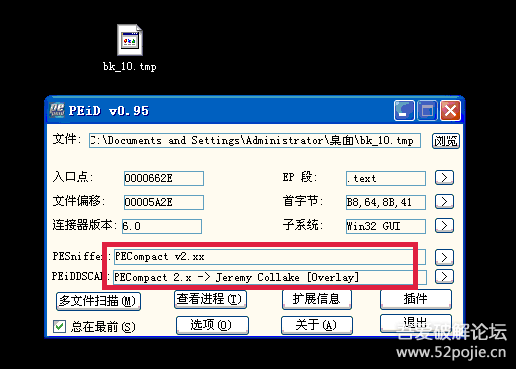 bk_10.tmp
PEiD v0.95
文件: C:\Documents and Settings\Administrator\桌面\bk_10.tmp 浏览
入口点: 0000662E EP 段: .text >
文件偏移: 00005A2E 首字节: B8,64,8B,41 >
连接器版本: 6.0 子系统: Win32 GUI >
PESniffer: PECompact v2.xx >
PEiDDSCAN: PECompact 2.x -> Jeremy Collake [Overlay] >
多文件扫描(M) 查看进程(T) 扩展信息 插件
总在最前(S) 选项(O) 关于(A) 退出
吾爱破解论坛
www.52pojie.cn